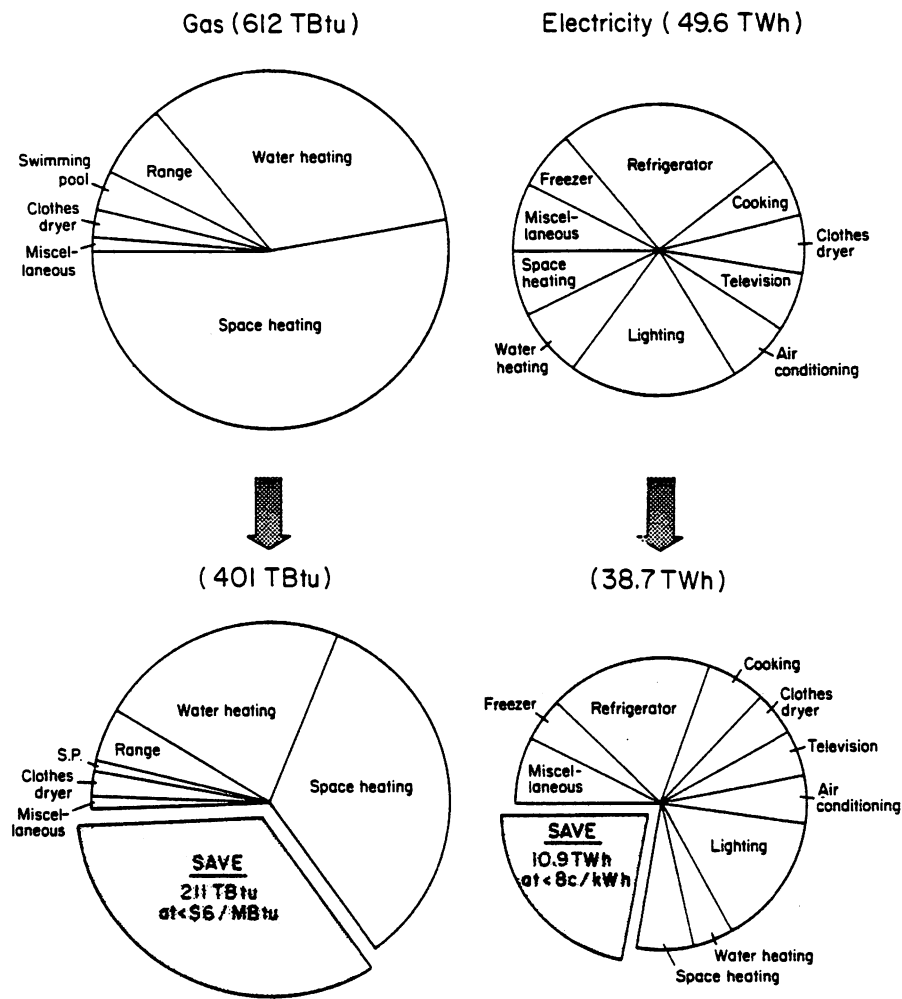 Gas (612 TBtu)
Electricity (49.6 TWh)
Water heating
Range
Swimming
pool
Clothes
dryer
Miscel-
laneous
Space heating
Refrigerator
Freezer
Cooking
Miscel-
laneous
Clothes
dryer
Space
heating
Television
Lighting
Water
heating
Air
conditioning
(401 TBtu)
(38.7 TWh)
Water heating
Range
S.P.
Clothes
dryer
Miscel-
laneous
Space heating
SAVE
211 TBtu
at<$6/MBtu
Cooking
Clothes
dryer
Freezer
Refrigerator
Television
Miscel-
laneous
Air
conditioning
SAVE
10.9 TWh
at<8c/kWh
Lighting
Water heating
Space heating